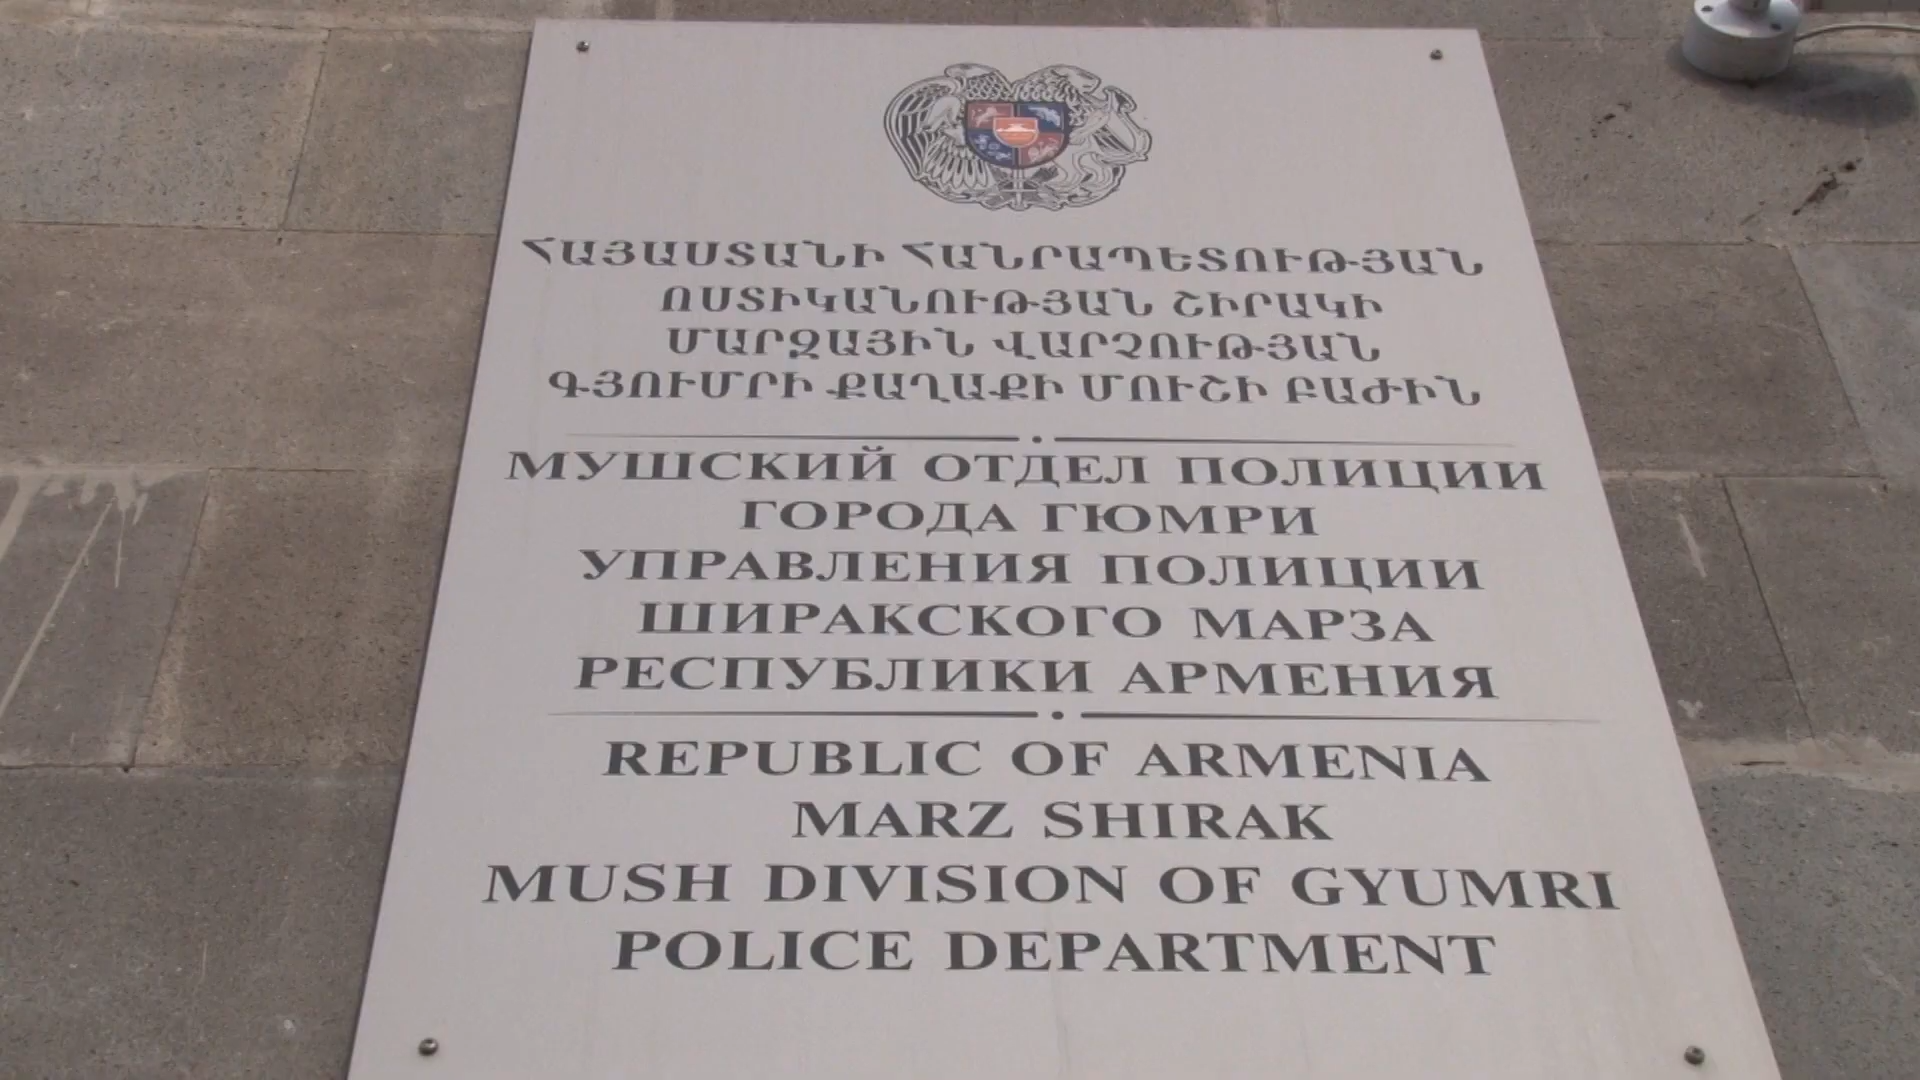 ՀԱՅԱՍՏԱՆԻ ՀԱՆՐԱՊԵՏՈՒԹՅԱՆ
ՈՍՏԻԿԱՆՈՒԹՅԱՆ ՇԻՐԱԿԻ
ՄԱՐԶԱՅԻՆ ՎԱՐՉՈՒԹՅԱՆ
ԳՅՈՒՄՐԻ ՔԱՂԱՔԻ ՄՈՒՇԻ ԲԱԺԻՆ
МУШСКИЙ ОТДЕЛ ПОЛИЦИИ
ГОРОДА ГЮМРИ
УПРАВЛЕНИЯ ПОЛИЦИИ
ШИРАКСКОГО МАРЗА
РЕСПУБЛИКИ АРМЕНИЯ
REPUBLIC OF ARMENIA
MARZ SHIRAK
MUSH DIVISION OF GYUMRI
POLICE DEPARTMENT